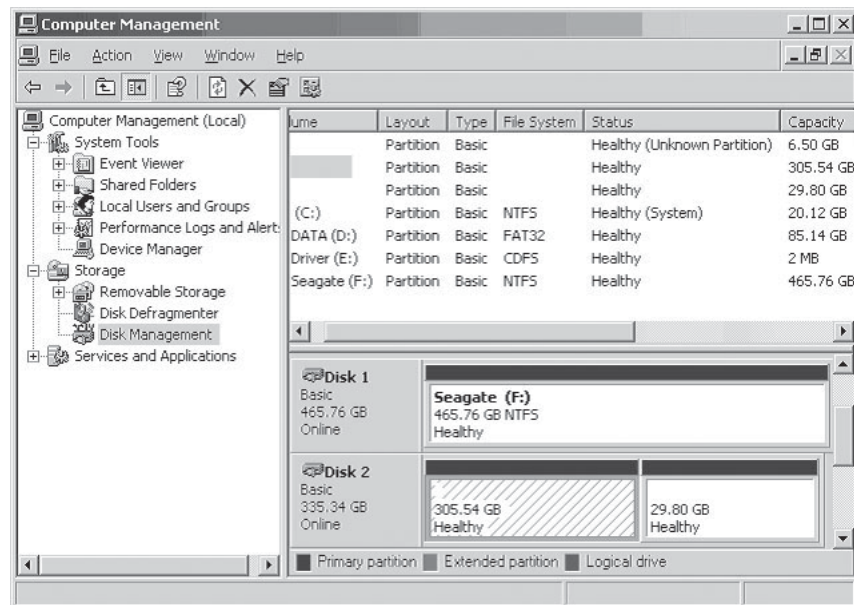 Computer Management
File Action View Window Help
Computer Management (Local)
System Tools
Event Viewer
Shared Folders
Local Users and Groups
Performance Logs and Alert
Device Manager
Storage
Removable Storage
Disk Defragmenter
Disk Management
Services and Applications
lume Layout Type File System Status Capacity
Partition Basic Healthy (Unknown Partition) 6.50 GB
Partition Basic Healthy 305.54 GB
Partition Basic Healthy 29.80 GB
(C:) Partition Basic NTFS Healthy (System) 20.12 GB
DATA (D:) Partition Basic FAT32 Healthy 85.14 GB
Driver (E:) Partition Basic CDFS Healthy 2 MB
Seagate (F:) Partition Basic NTFS Healthy 465.76 GB
Disk 1
Basic
465.76 GB
Online
Seagate (F:)
465.76 GB NTFS
Healthy
Disk 2
Basic
335.34 GB
Online
305.54 GB
Healthy
29.80 GB
Healthy
Primary partition Extended partition Logical drive